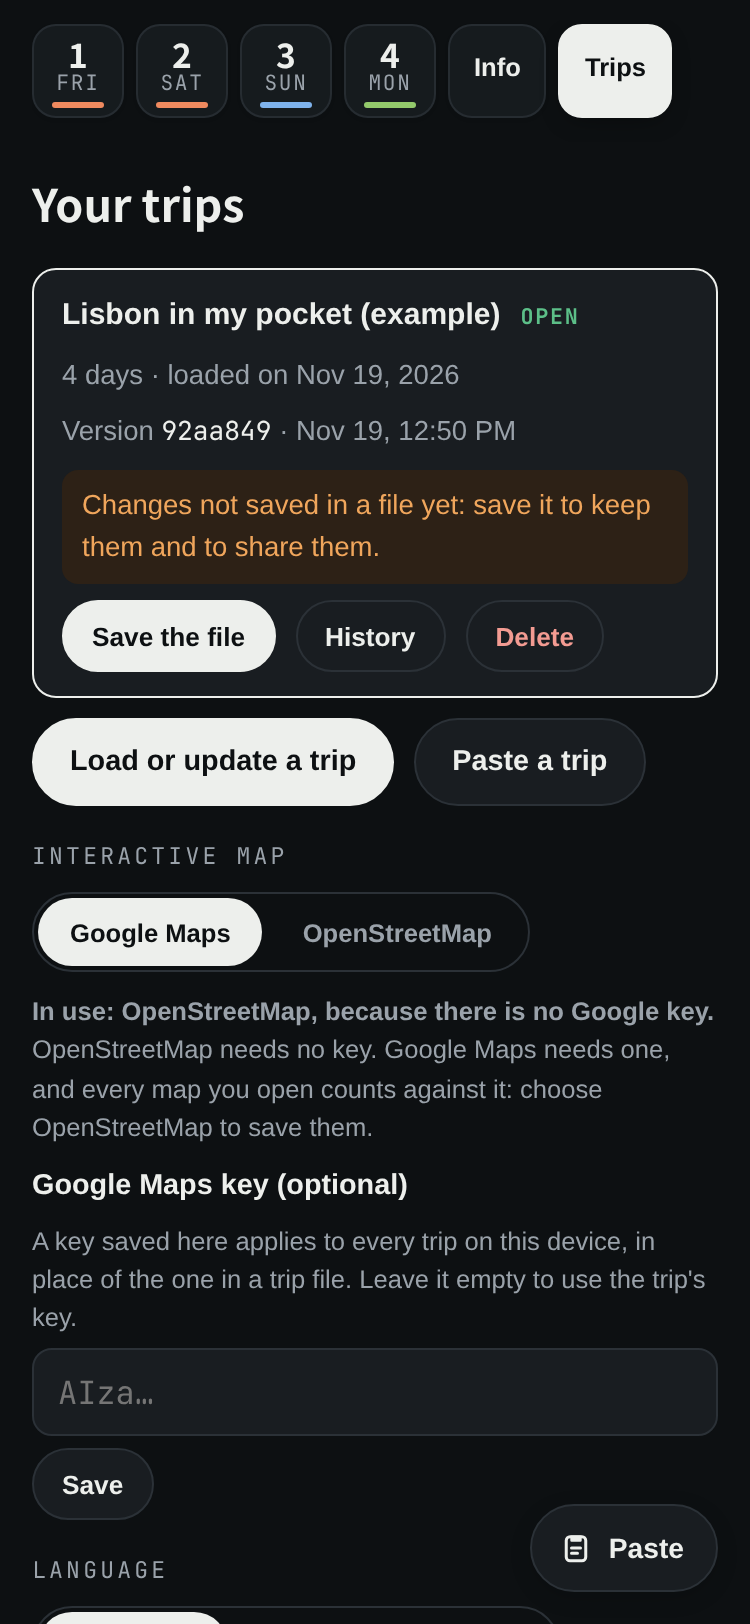 1
FRI
2
SAT
3
SUN
4
MON
Info
Trips
Your trips
Lisbon in my pocket (example) OPEN
4 days · loaded on Nov 19, 2026
Version 92aa849 · Nov 19, 12:50 PM
Changes not saved in a file yet: save it to keep
them and to share them.
Save the file
History
Delete
Load or update a trip
Paste a trip
INTERACTIVE MAP
Google Maps
OpenStreetMap
In use: OpenStreetMap, because there is no Google key.
OpenStreetMap needs no key. Google Maps needs one,
and every map you open counts against it: choose
OpenStreetMap to save them.
Google Maps key (optional)
A key saved here applies to every trip on this device, in
place of the one in a trip file. Leave it empty to use the trip's
key.
AIza…
Save
Paste
LANGUAGE